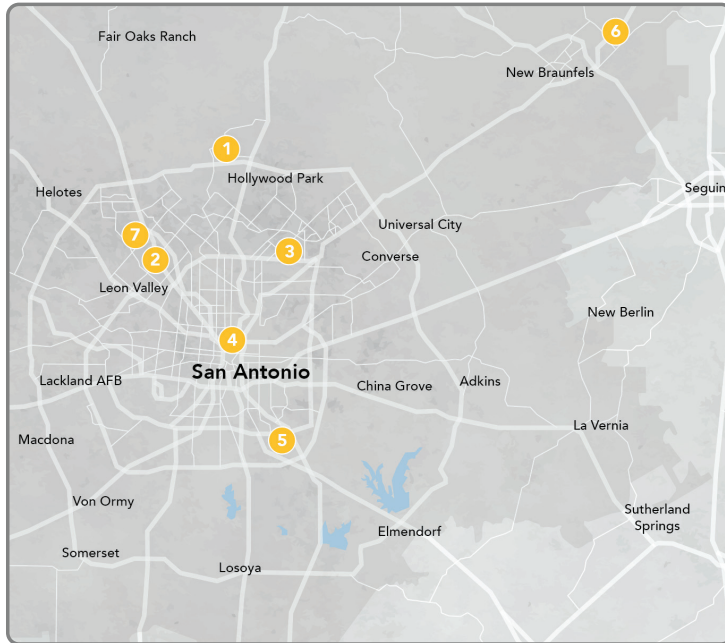 6
Fair Oaks Ranch
New Braunfels
1
Hollywood Park
Helotes
Seguin
Universal City
7
3
Converse
2
Leon Valley
New Berlin
4
San Antonio
Lackland AFB
China Grove
Adkins
La Vernia
Macdona
5
Von Ormy
Sutherland
Springs
Elmendorf
Somerset
Losoya